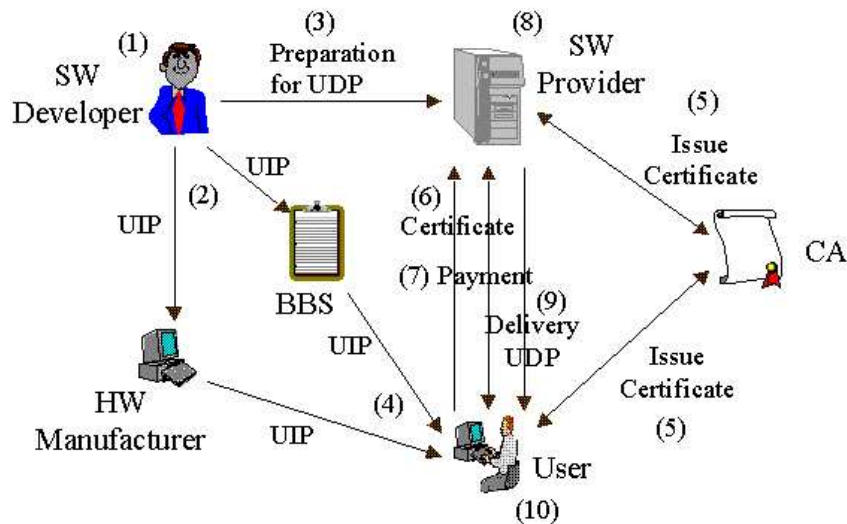 (1)
SW
Developer
(3)
Preparation
for UDP
(8)
SW
Provider
(5)
Issue
Certificate
UIP
(2)
UIP
BBS
(6)
Certificate
(7) Payment
(9)
Delivery
UDP
CA
UIP
Issue
Certificate
(5)
HW
Manufacturer
(4)
UIP
User
(10)